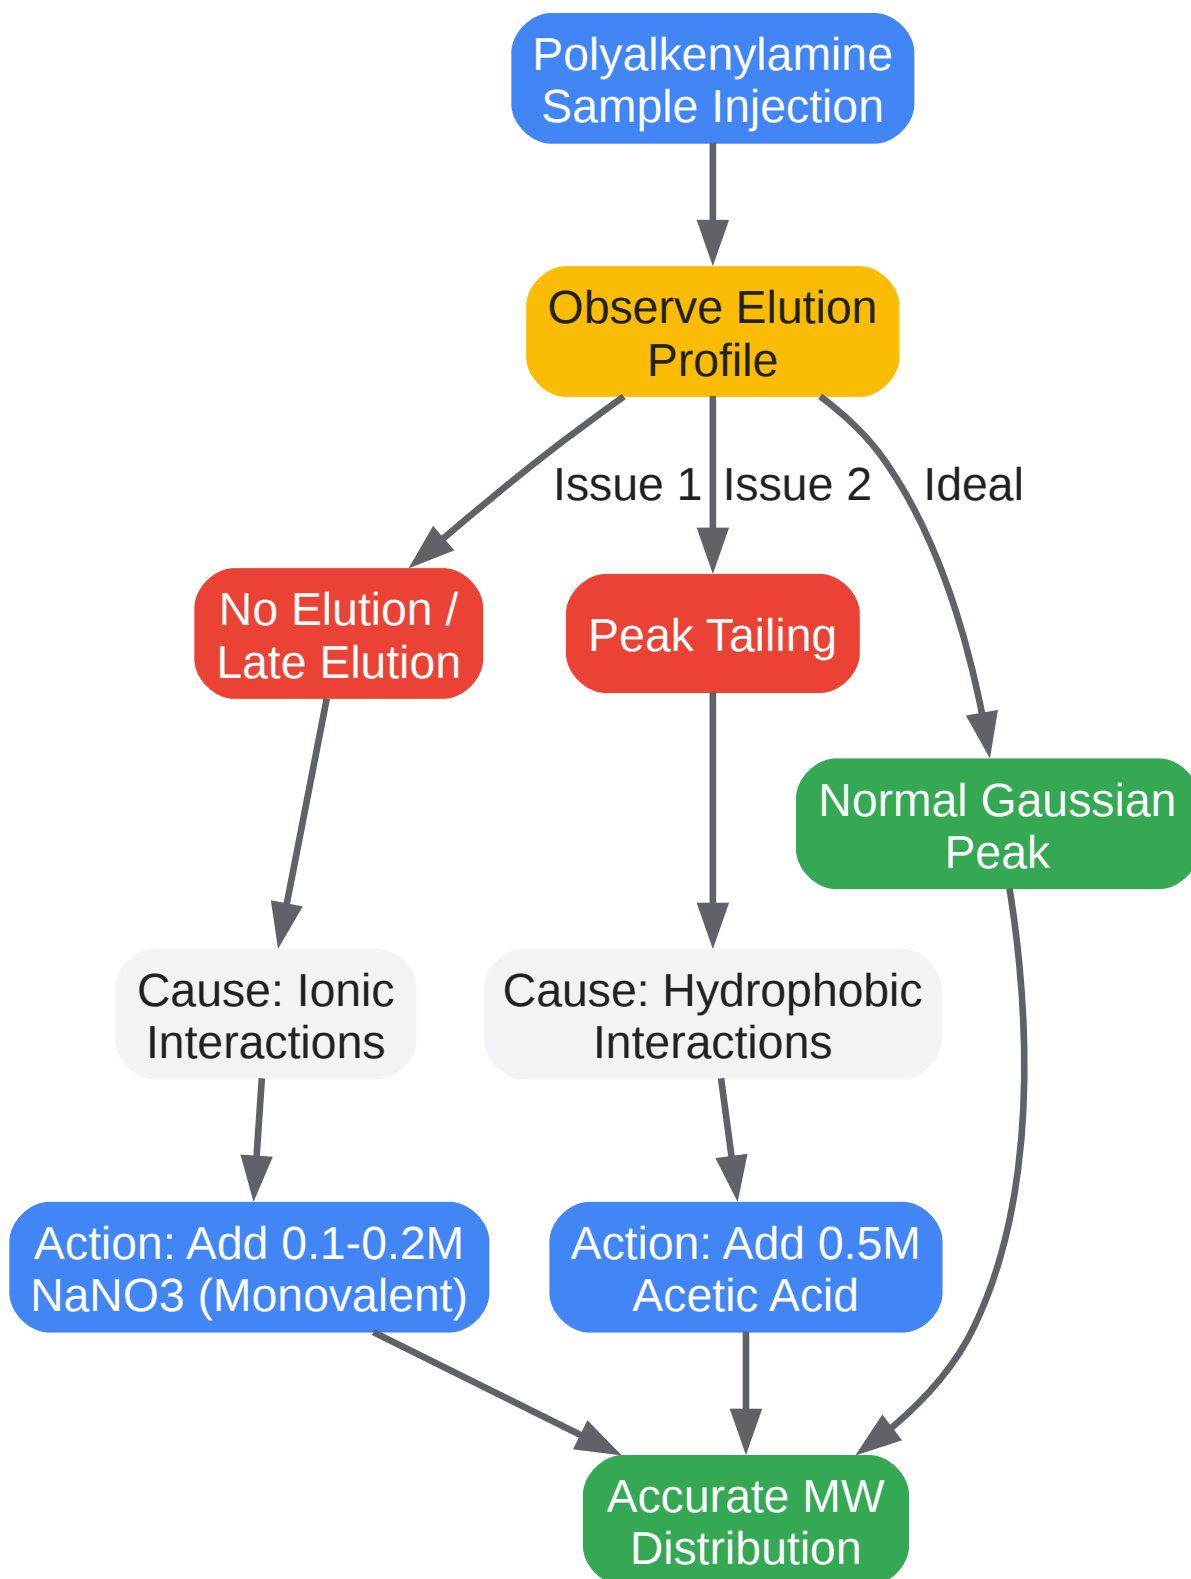 Polyalkenylamine
Sample Injection
Observe Elution
Profile
Issue 1
Issue 2
Ideal
No Elution /
Late Elution
Peak Tailing
Normal Gaussian
Peak
Cause: Ionic
Interactions
Cause: Hydrophobic
Interactions
Action: Add 0.1-0.2M
NaNO3 (Monovalent)
Action: Add 0.5M
Acetic Acid
Accurate MW
Distribution